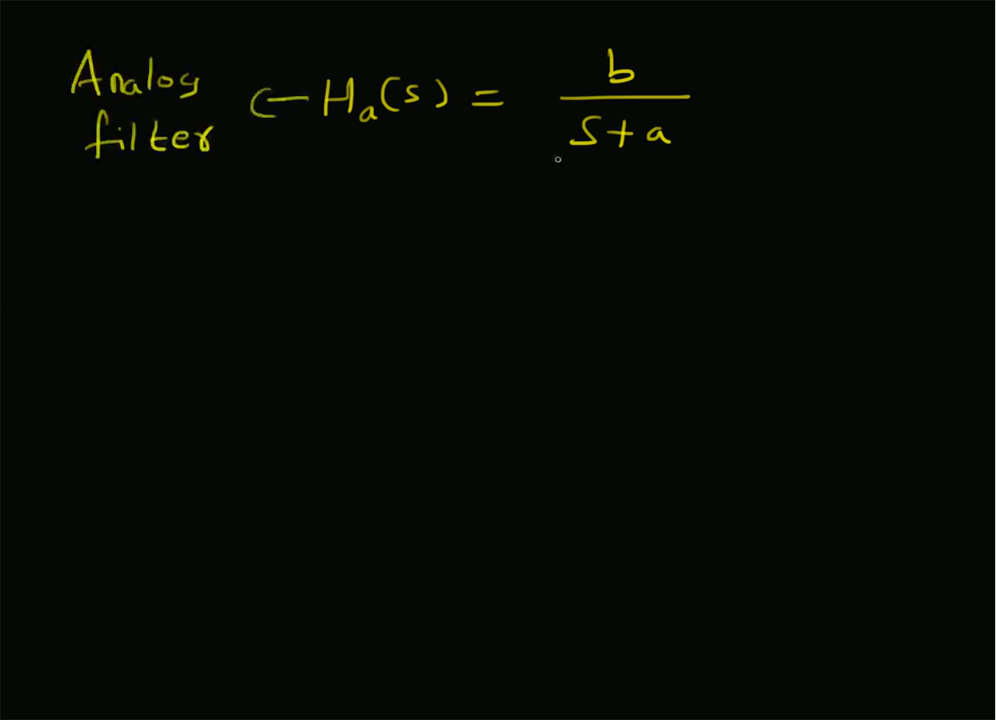 Analog
filter ← Hₐ(s) = b / (s + a)